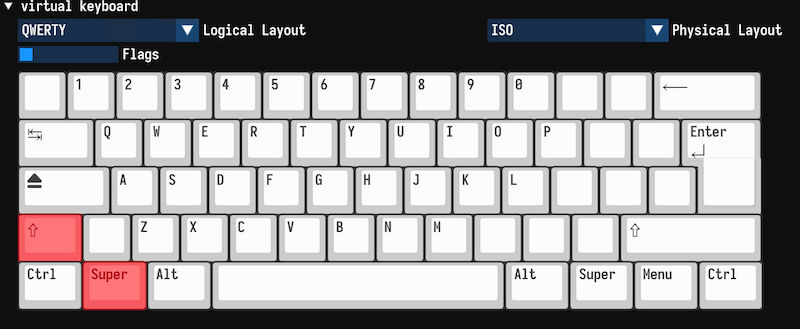 virtual keyboard
QWERTY Logical Layout ISO Physical Layout
Flags
1 2 3 4 5 6 7 8 9 0 ←
↹ Q W E R T Y U I O P Enter ↵
⏏ A S D F G H J K L
⇧ Z X C V B N M ⇧
Ctrl Super Alt Alt Super Menu Ctrl